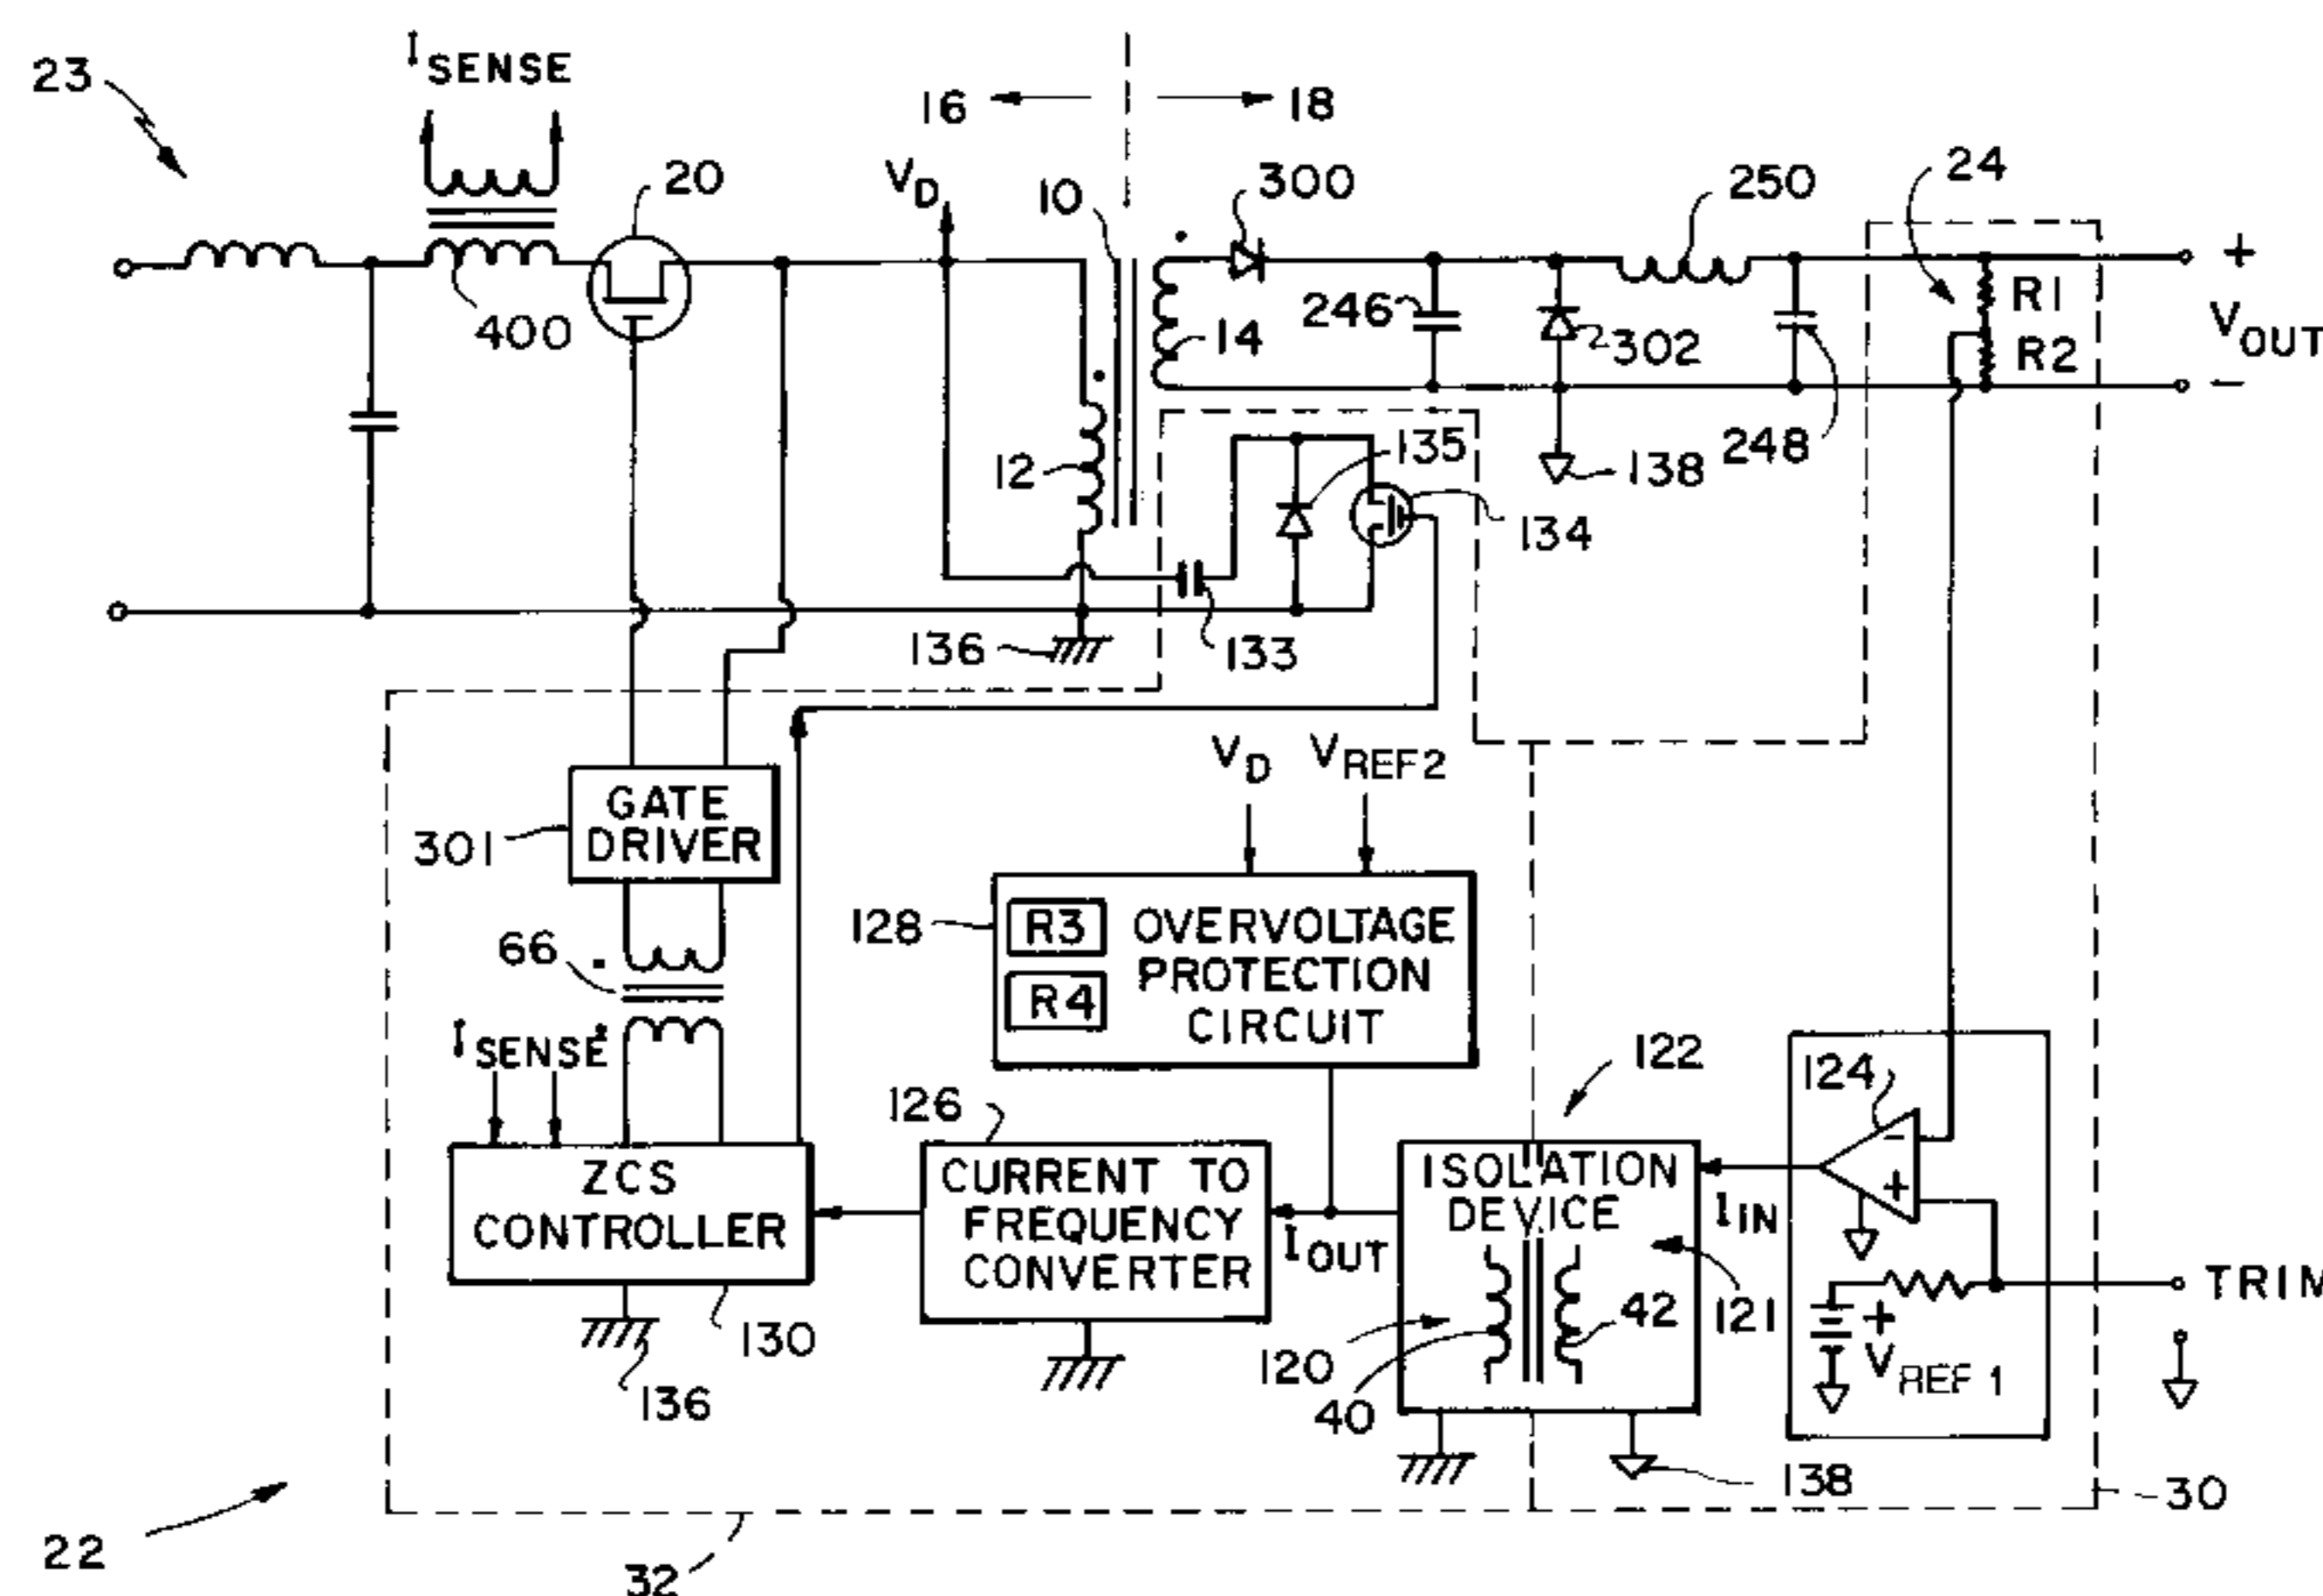 23
I SENSE
16
18
20
V D
10
300
250
24
+
R1
246
14
302
R2
V OUT
400
-
12
135
138
248
134
136
133
V D
V REF2
GATE
DRIVER
301
128
R3
R4
OVERVOLTAGE
PROTECTION
CIRCUIT
66
I SENSE
122
124
-
+
126
ZCS
CONTROLLER
CURRENT TO
FREQUENCY
CONVERTER
I OUT
ISOLATION
DEVICE
I IN
TRIM
121
42
+
V REF 1
130
120
40
136
138
30
22
32